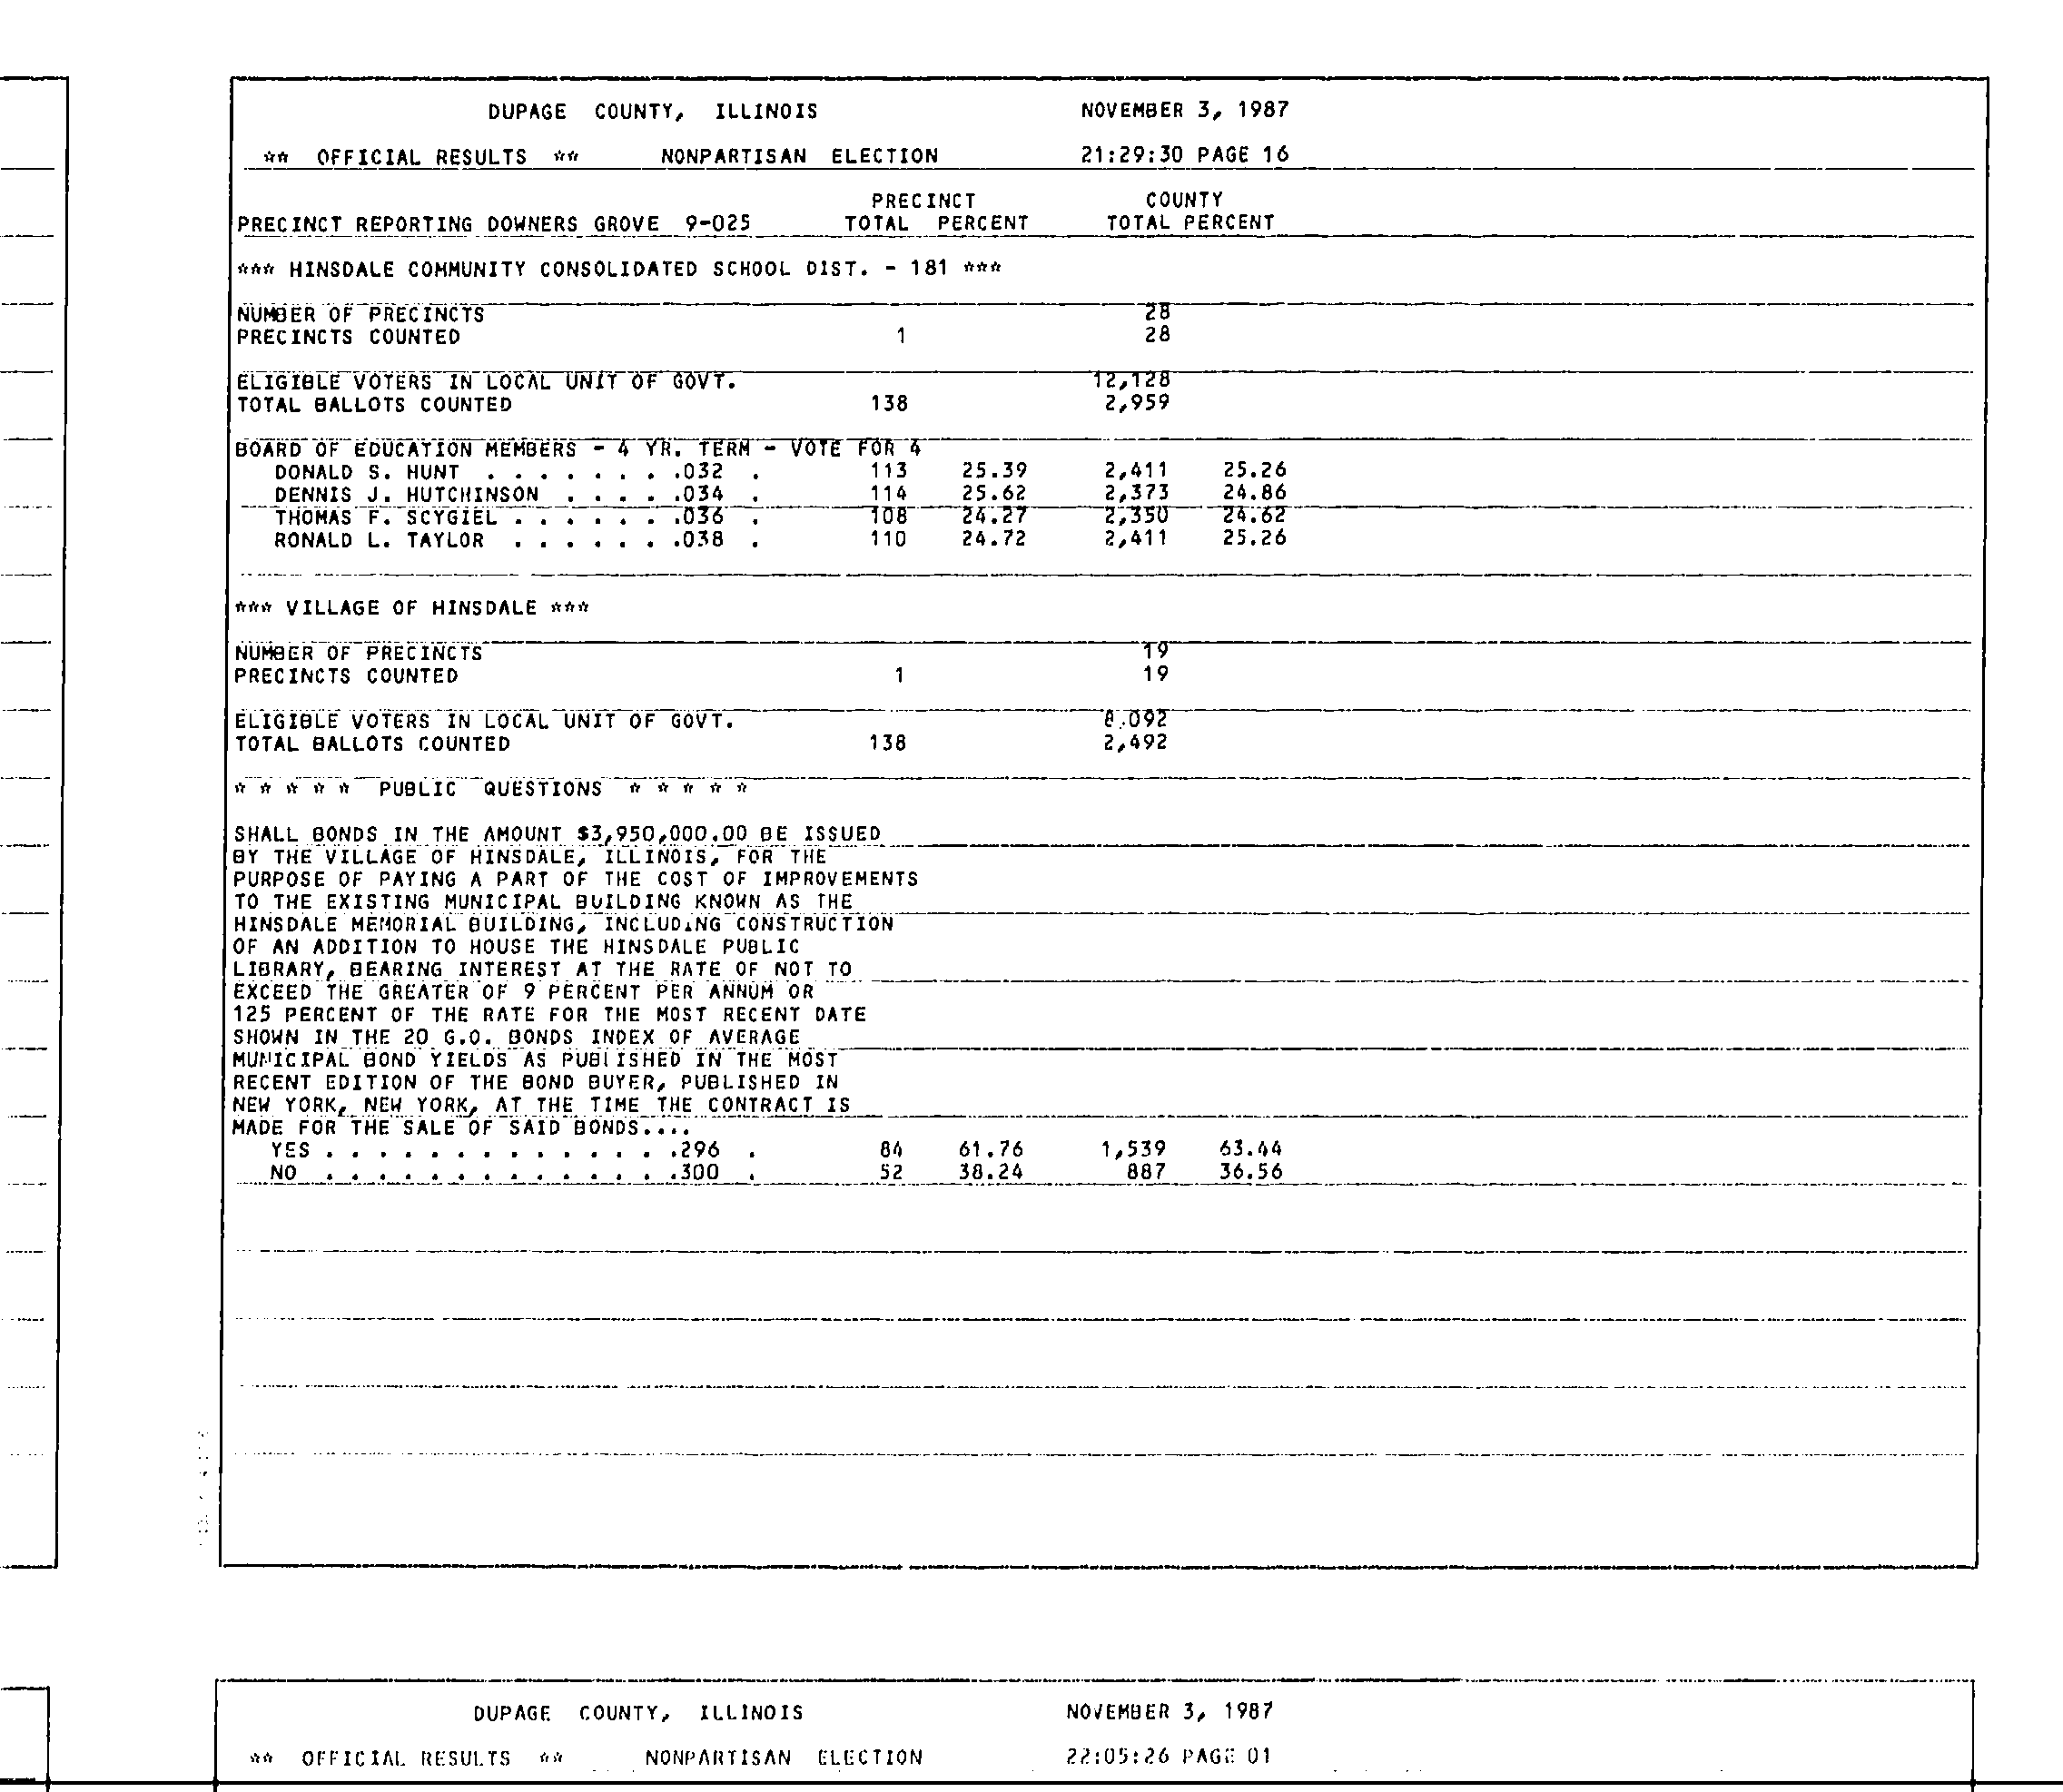 DUPAGE COUNTY, ILLINOIS NOVEMBER 3, 1987
** OFFICIAL RESULTS ** NONPARTISAN ELECTION 21:29:30 PAGE 16
PRECINCT COUNTY
PRECINCT REPORTING DOWNERS GROVE 9-025 TOTAL PERCENT TOTAL PERCENT
*** HINSDALE COMMUNITY CONSOLIDATED SCHOOL DIST. - 181 ***
NUMBER OF PRECINCTS 28
PRECINCTS COUNTED 1 28
ELIGIBLE VOTERS IN LOCAL UNIT OF GOVT. 12,128
TOTAL BALLOTS COUNTED 138 2,959
BOARD OF EDUCATION MEMBERS - 4 YR. TERM - VOTE FOR 4
DONALD S. HUNT . . . . . . . .032 . 113 25.39 2,411 25.26
DENNIS J. HUTCHINSON . . . . .034 . 114 25.62 2,373 24.86
THOMAS F. SCYGIEL . . . . . . .036 . 108 24.27 2,350 24.62
RONALD L. TAYLOR . . . . . . .038 . 110 24.72 2,411 25.26
*** VILLAGE OF HINSDALE ***
NUMBER OF PRECINCTS 19
PRECINCTS COUNTED 1 19
ELIGIBLE VOTERS IN LOCAL UNIT OF GOVT. 8,092
TOTAL BALLOTS COUNTED 138 2,492
* * * * * PUBLIC QUESTIONS * * * * *
SHALL BONDS IN THE AMOUNT $3,950,000.00 BE ISSUED
BY THE VILLAGE OF HINSDALE, ILLINOIS, FOR THE
PURPOSE OF PAYING A PART OF THE COST OF IMPROVEMENTS
TO THE EXISTING MUNICIPAL BUILDING KNOWN AS THE
HINSDALE MEMORIAL BUILDING, INCLUDING CONSTRUCTION
OF AN ADDITION TO HOUSE THE HINSDALE PUBLIC
LIBRARY, BEARING INTEREST AT THE RATE OF NOT TO
EXCEED THE GREATER OF 9 PERCENT PER ANNUM OR
125 PERCENT OF THE RATE FOR THE MOST RECENT DATE
SHOWN IN THE 20 G.O. BONDS INDEX OF AVERAGE
MUNICIPAL BOND YIELDS AS PUBLISHED IN THE MOST
RECENT EDITION OF THE BOND BUYER, PUBLISHED IN
NEW YORK, NEW YORK, AT THE TIME THE CONTRACT IS
MADE FOR THE SALE OF SAID BONDS....
YES . . . . . . . . . . . . . .296 . 84 61.76 1,539 63.44
NO . . . . . . . . . . . . . .300 . 52 38.24 887 36.56
DUPAGE COUNTY, ILLINOIS NOVEMBER 3, 1987
** OFFICIAL RESULTS ** NONPARTISAN ELECTION 22:05:26 PAGE 01